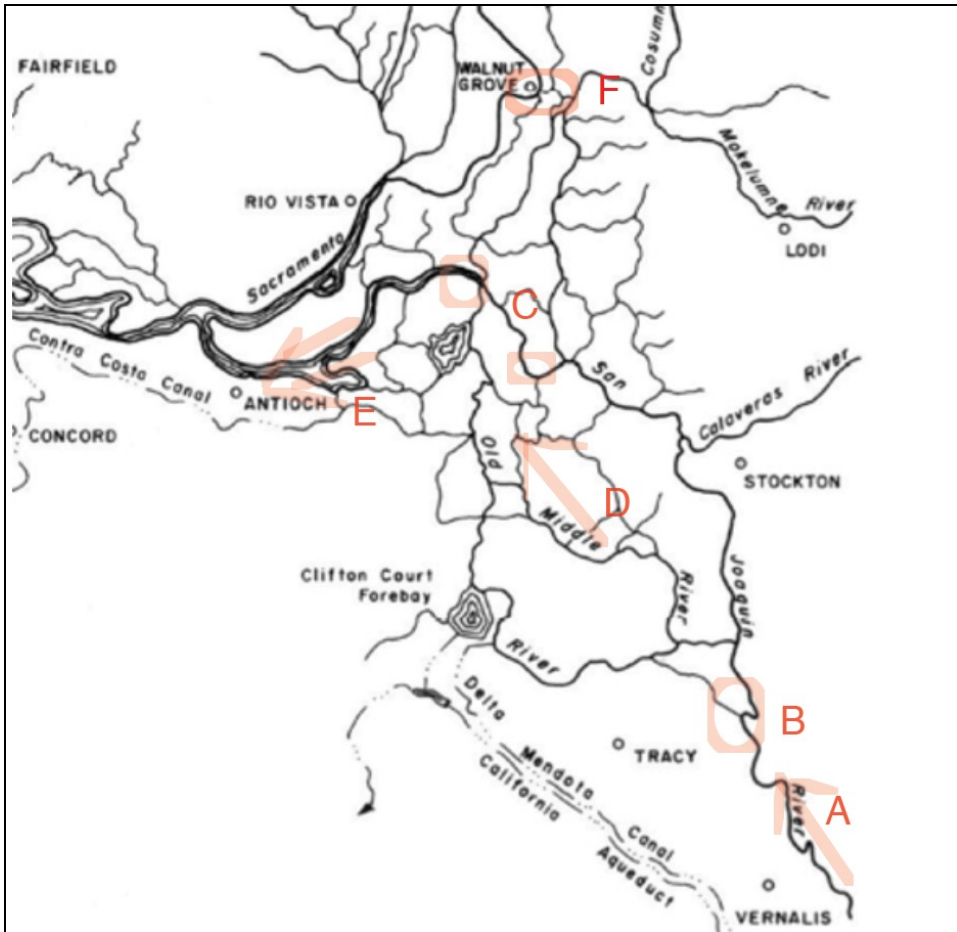 FAIRFIELD
WALNUT
GROVE
F
Cosumn
Mokelumne
River
LODI
RIO VISTA
Sacramento
C
San
Contra Costa Canal
ANTIOCH
E
CONCORD
Calaveras River
STOCKTON
Old
D
Middle
River
Joaquin
Clifton Court
Forebay
River
Delta
Mendota
Canal
California
Aqueduct
TRACY
B
River
A
VERNALIS